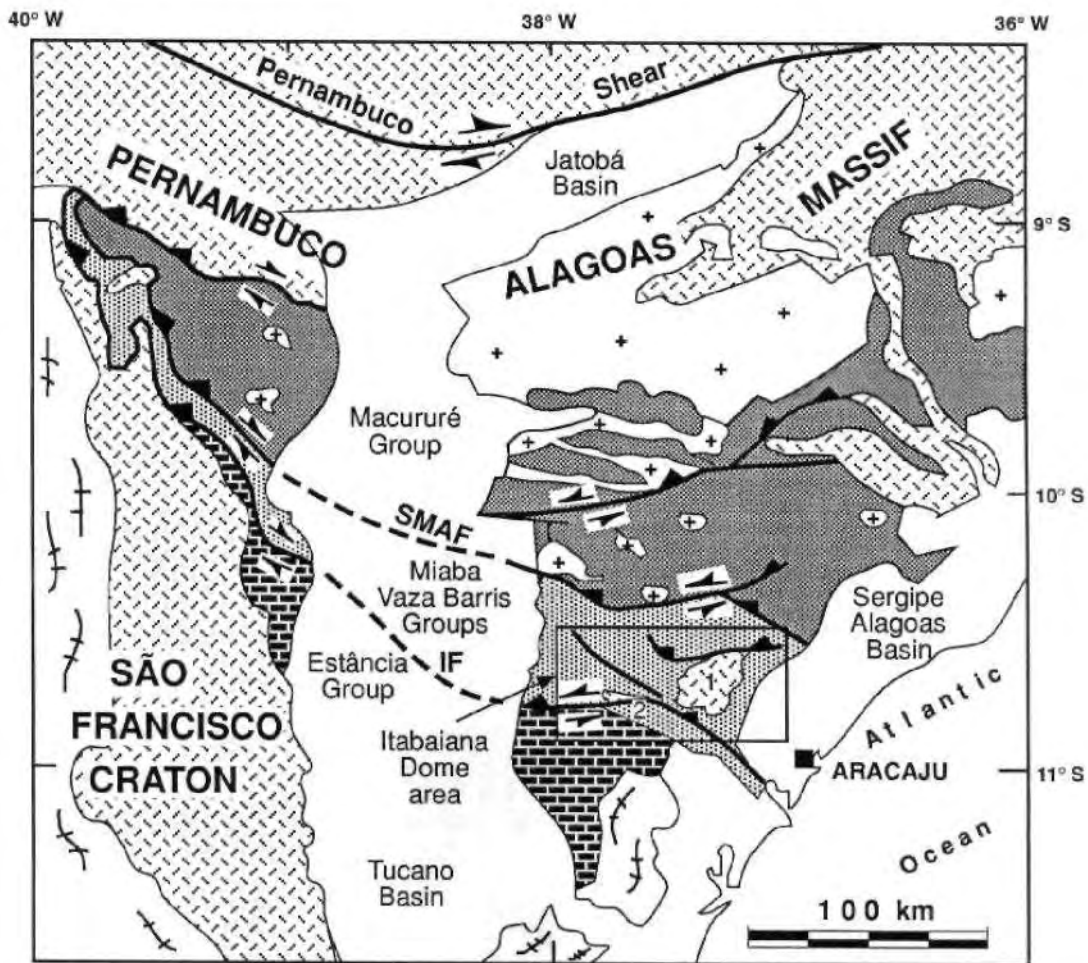 40° W
38° W
36° W
Pernambuco
Shear
Jatobá
Basin
MASSIF
PERNAMBUCO
9° S
ALAGOAS
Macururé
Group
10° S
SMAF
Miaba
Vaza Barris
Groups
Sergipe
Alagoas
Basin
IF
Estância
Group
1
2
SÃO
FRANCISCO
CRATON
Itabaiana
Dome
area
Atlantic
ARACAJU
11° S
Ocean
Tucano
Basin
100 km